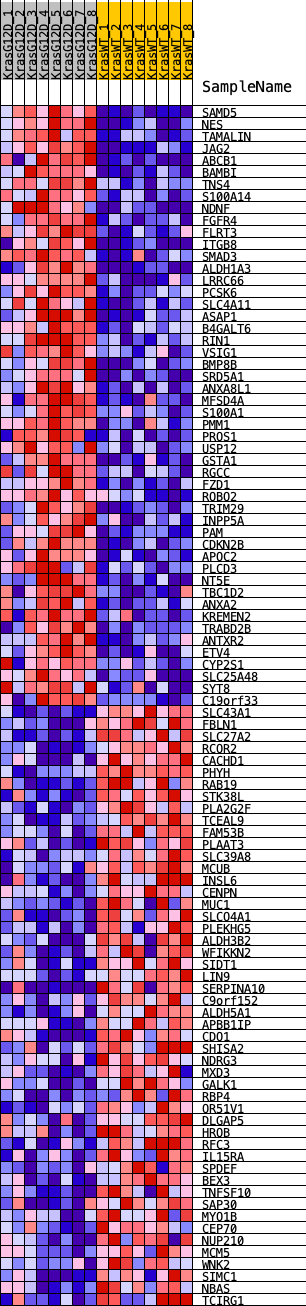 KrasG12D_1
KrasG12D_2
KrasG12D_3
KrasG12D_4
KrasG12D_5
KrasG12D_6
KrasG12D_7
KrasG12D_8
KrasWT_1
KrasWT_2
KrasWT_3
KrasWT_4
KrasWT_5
KrasWT_6
KrasWT_7
KrasWT_8
SampleName
SAMD5
NES
TAMALIN
JAG2
ABCB1
BAMBI
TNS4
S100A14
NDNF
FGFR4
FLRT3
ITGB8
SMAD3
ALDH1A3
LRRC66
PCSK6
SLC4A11
ASAP1
B4GALT6
RIN1
VSIG1
BMP8B
SRD5A1
ANXA8L1
MFSD4A
S100A1
PMM1
PROS1
USP12
GSTA1
RGCC
FZD1
ROBO2
TRIM29
INPP5A
PAM
CDKN2B
APOC2
PLCD3
NT5E
TBC1D2
ANXA2
KREMEN2
TRABD2B
ANTXR2
ETV4
CYP2S1
SLC25A48
SYT8
C19orf33
SLC43A1
FBLN1
SLC27A2
RCOR2
CACHD1
PHYH
RAB19
STK38L
PLA2G2F
TCEAL9
FAM53B
PLAAT3
SLC39A8
MCUB
INSL6
CENPN
MUC1
SLCO4A1
PLEKHG5
ALDH3B2
WFIKKN2
SIDT1
LIN9
SERPINA10
C9orf152
ALDH5A1
APBB1IP
CDO1
SHISA2
NDRG3
MXD3
GALK1
RBP4
OR51V1
DLGAP5
HROB
RFC3
IL15RA
SPDEF
BEX3
TNFSF10
SAP30
MYO1B
CEP70
NUP210
MCM5
WNK2
SIMC1
NBAS
TCIRG1